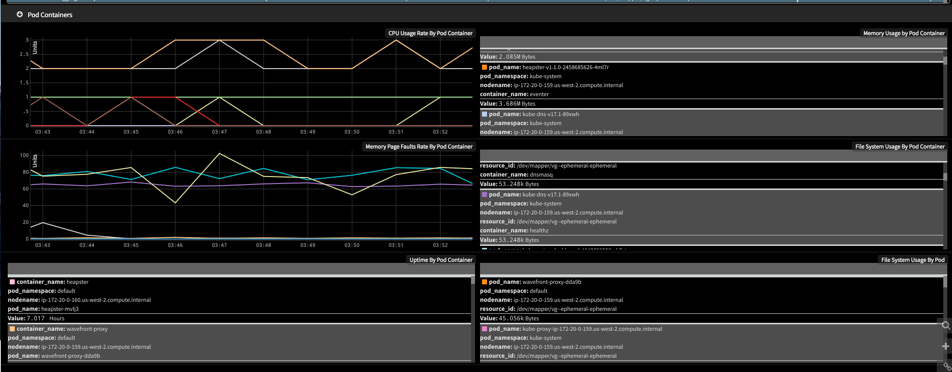 Pod Containers
CPU Usage Rate By Pod Container
Units
3
2.5
2
1.5
1
.5
0
03:43 03:44 03:45 03:46 03:47 03:48 03:49 03:50 03:51 03:52
Memory Usage by Pod Container
Value: 2.085M Bytes
pod_name: heapster-v1.1.0-2458685626-4ml7r
pod_namespace: kube-system
nodename: ip-172-20-0-159.us-west-2.compute.internal
container_name: eventer
Value: 3.686M Bytes
pod_name: kube-dns-v17.1-89xwh
pod_namespace: kube-system
nodename: ip-172-20-0-159.us-west-2.compute.internal
Memory Page Faults Rate By Pod Container
Units
100
80
60
40
20
0
03:43 03:44 03:45 03:46 03:47 03:48 03:49 03:50 03:51 03:52
File System Usage By Pod Container
resource_id: /dev/mapper/vg--ephemeral-ephemeral
container_name: dnsmasq
Value: 53.248k Bytes
kube-dns-v17.1-89xwh
pod_namespace: kube-system
nodename: ip-172-20-0-159.us-west-2.compute.internal
resource_id: /dev/mapper/vg--ephemeral-ephemeral
container_name: healthz
Value: 53.248k Bytes
Uptime By Pod Container
container_name: heapster
pod_namespace: default
nodename: ip-172-20-0-160.us-west-2.compute.internal
pod_name: heapster-mvlj3
Value: 7.017 Hours
container_name: wavefront-proxy
pod_namespace: default
nodename: ip-172-20-0-159.us-west-2.compute.internal
pod_name: wavefront-proxy-dda9b
File System Usage By Pod
pod_name: wavefront-proxy-dda9b
pod_namespace: default
nodename: ip-172-20-0-159.us-west-2.compute.internal
resource_id: /dev/mapper/vg--ephemeral-ephemeral
Value: 45.056k Bytes
pod_name: kube-proxy-ip-172-20-0-159.us-west-2.compute.internal
pod_namespace: kube-system
nodename: ip-172-20-0-159.us-west-2.compute.internal
resource_id: /dev/mapper/vg--ephemeral-ephemeral